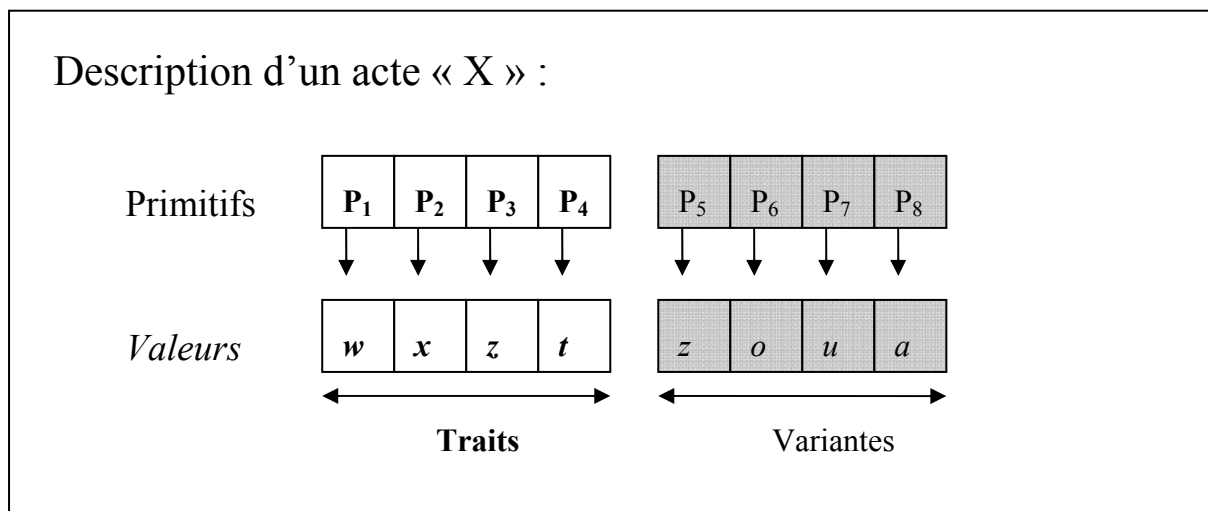 Description d’un acte « X » :
Primitifs P₁ P₂ P₃ P₄ P₅ P₆ P₇ P₈
Valeurs w x z t z o u a
Traits Variantes